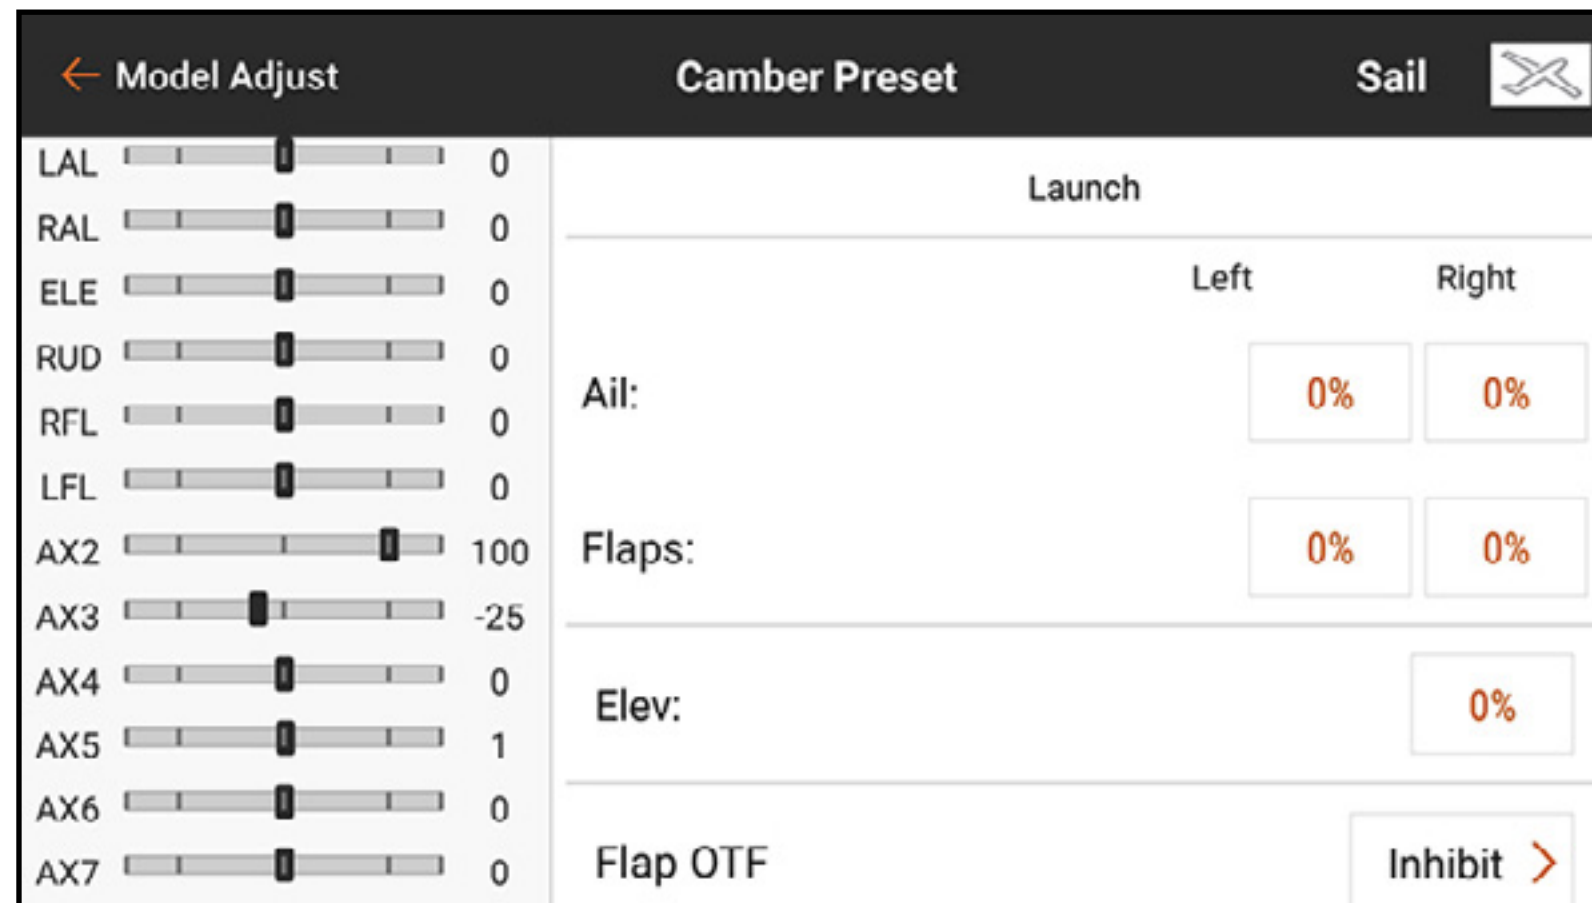 ← Model Adjust Camber Preset Sail
LAL 0
RAL 0
ELE 0
RUD 0
RFL 0
LFL 0
AX2 100
AX3 -25
AX4 0
AX5 1
AX6 0
AX7 0
Launch
Left Right
Ail: 0% 0%
Flaps: 0% 0%
Elev: 0%
Flap OTF Inhibit >